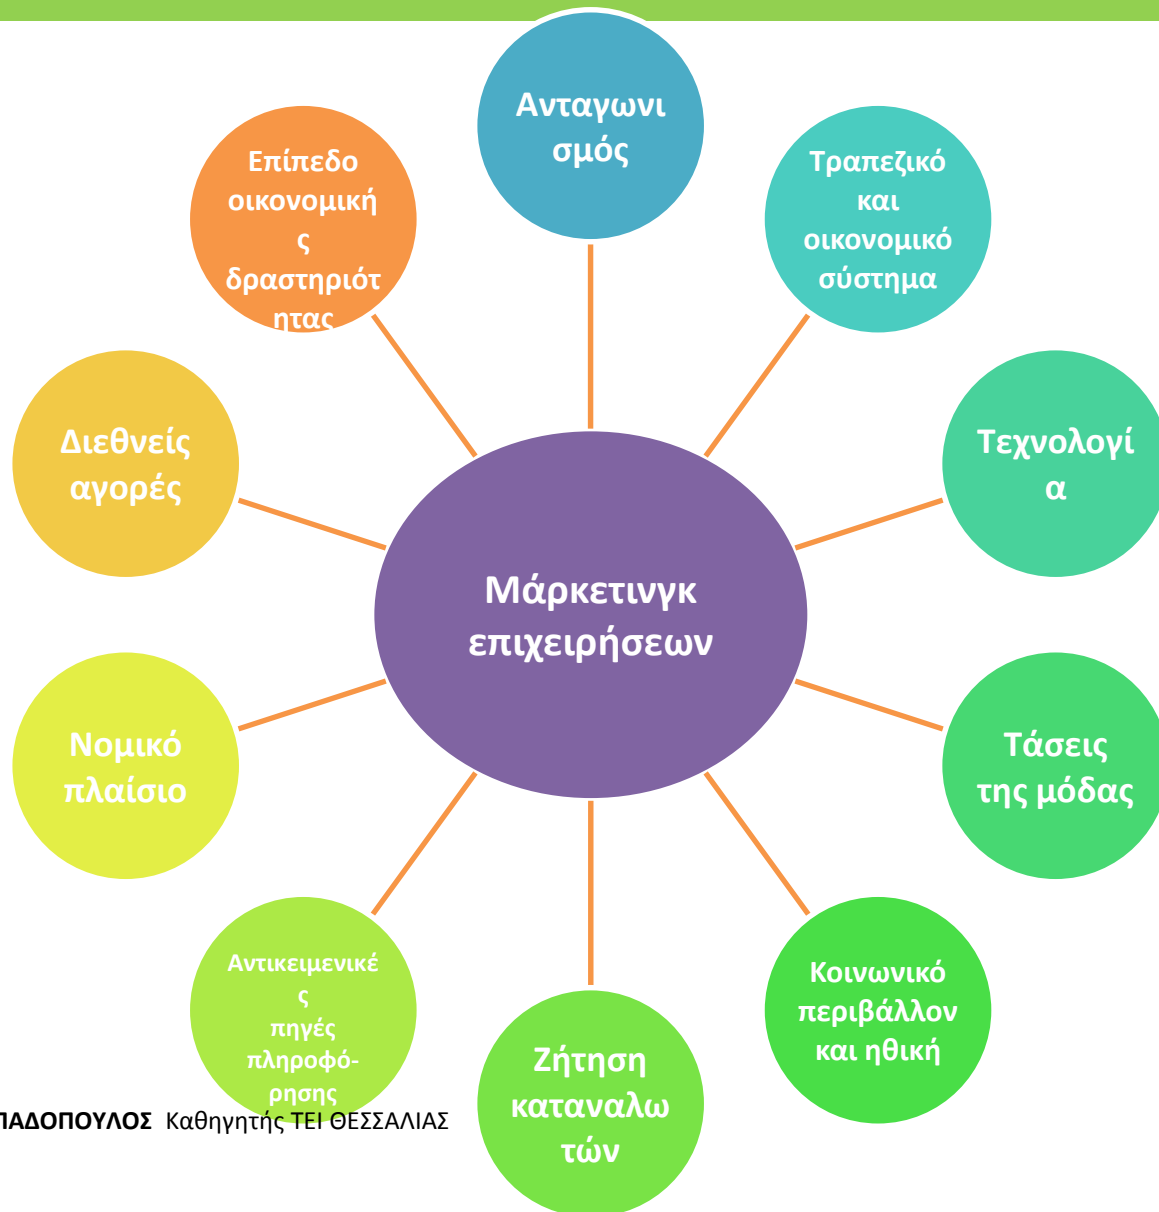 Ανταγωνι
σμός
Τραπεζικό
και
οικονομικό
σύστημα
Τεχνολογί
α
Τάσεις
της μόδας
Κοινωνικό
περιβάλλον
και ηθική
Ζήτηση
καταναλω
τών
Αντικειμενικέ
ς
πηγές
πληροφό-
ρησης
Νομικό
πλαίσιο
Διεθνείς
αγορές
Επίπεδο
οικονομική
ς
δραστηριότ
ητας
Μάρκετινγκ
επιχειρήσεων
ΠΑΔΟΠΟΥΛΟΣ Καθηγητής ΤΕΙ ΘΕΣΣΑΛΙΑΣ